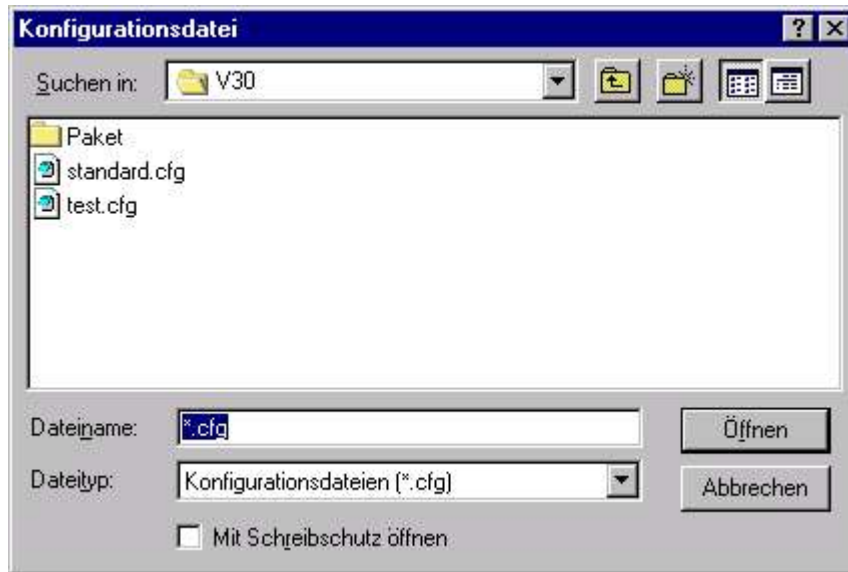 Konfigurationsdatei
Suchen in: V30
Paket
standard.cfg
test.cfg
Dateiname: *.cfg Öffnen
Dateityp: Konfigurationsdateien (*.cfg) Abbrechen
Mit Schreibschutz öffnen